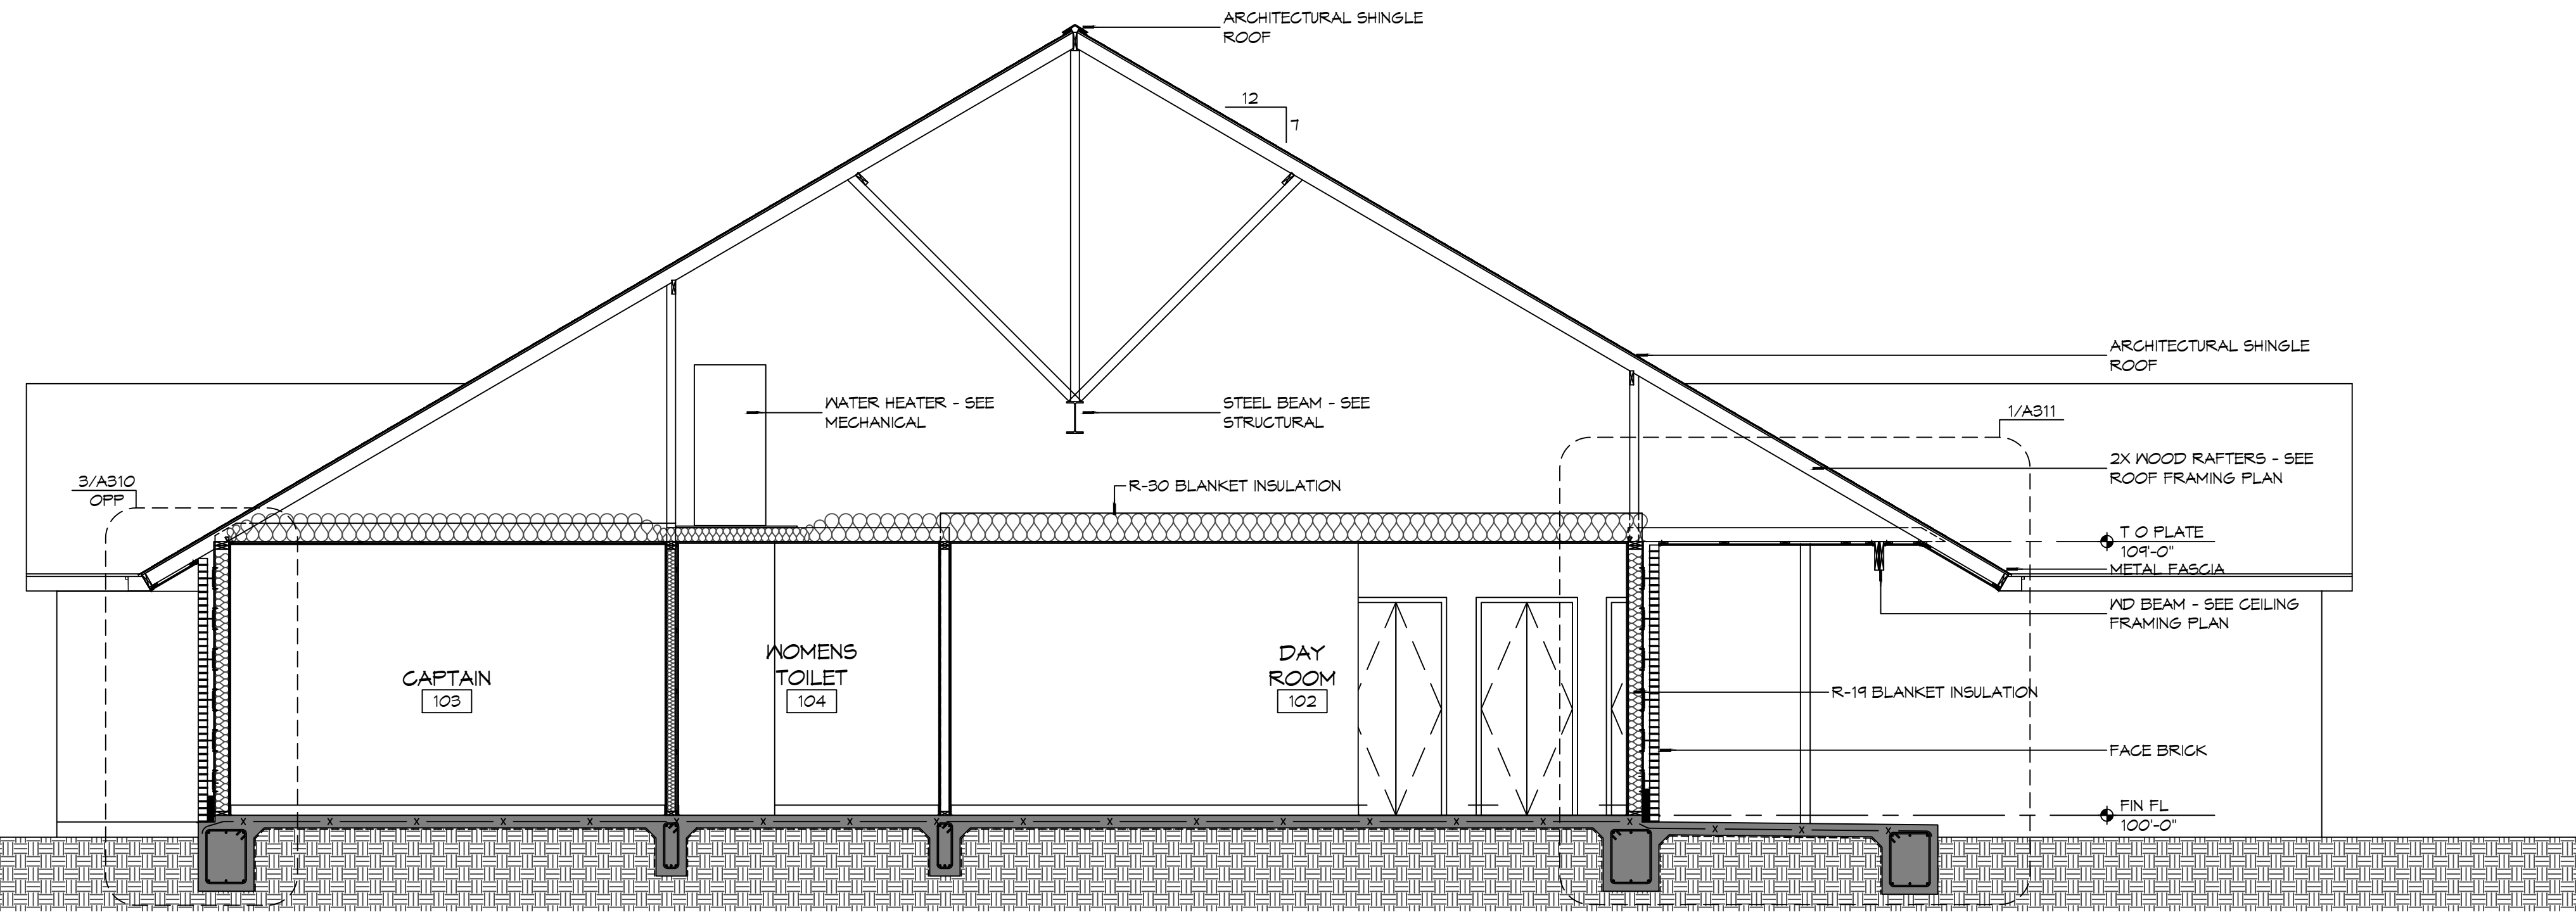 ARCHITECTURAL SHINGLE
ROOF
12
7
ARCHITECTURAL SHINGLE
ROOF
WATER HEATER - SEE
MECHANICAL
STEEL BEAM - SEE
STRUCTURAL
1/A311
2X WOOD RAFTERS - SEE
ROOF FRAMING PLAN
3/A310
OPP
R-30 BLANKET INSULATION
T O PLATE
109'-0"
METAL FASCIA
WD BEAM - SEE CEILING
FRAMING PLAN
CAPTAIN
103
WOMENS
TOILET
104
DAY
ROOM
102
R-19 BLANKET INSULATION
FACE BRICK
FIN FL
100'-0"